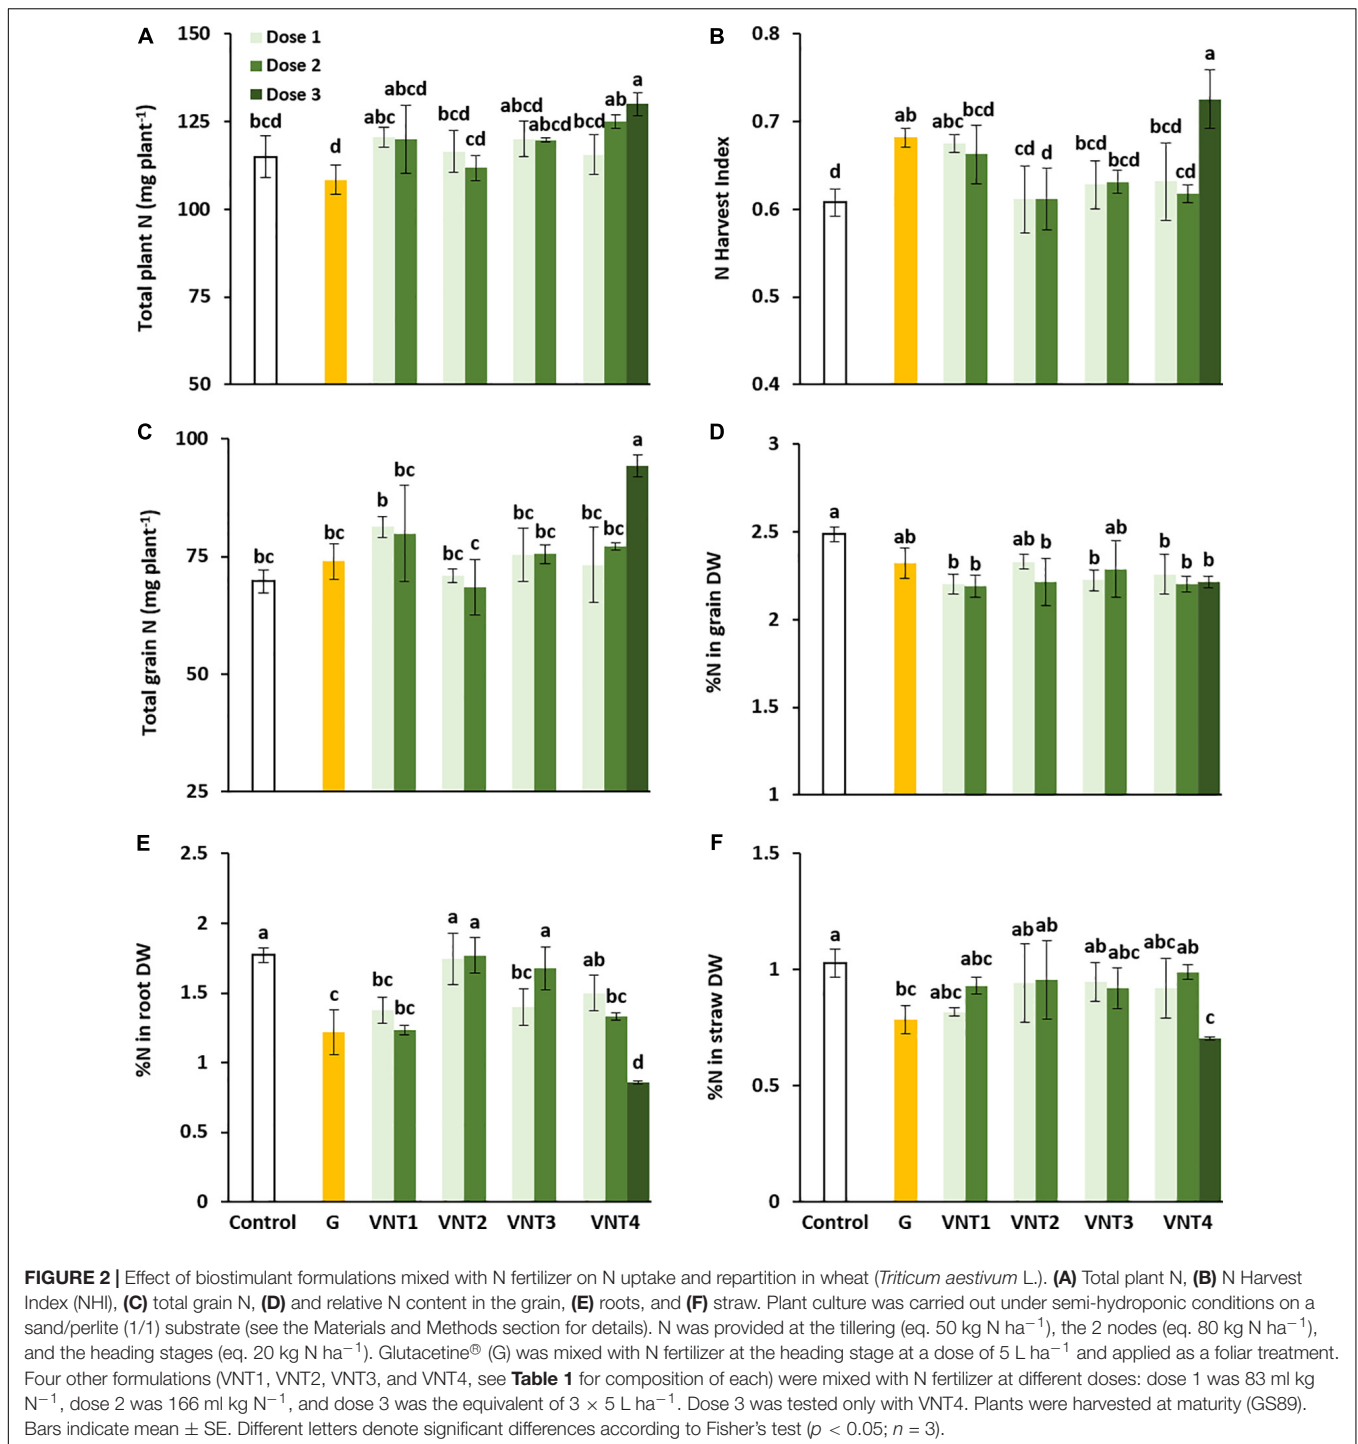 A
150
Dose 1
Dose 2
Dose 3
125
100
75
50
Total plant N (mg plant-1)
bcd
d
abc
abcd
bcd
cd
abcd
abcd
bcd
ab
a
B
0.8
0.7
0.6
0.5
0.4
N Harvest Index
d
ab
abc
bcd
cd
d
bcd
bcd
bcd
cd
a
C
100
75
50
25
Total grain N (mg plant-1)
bc
bc
b
bc
bc
c
bc
bc
bc
bc
a
D
3
2.5
2
1.5
1
%N in grain DW
a
ab
b
b
ab
b
b
ab
b
b
b
E
2.5
2
1.5
1
0.5
0
%N in root DW
a
c
bc
bc
a
a
bc
a
ab
bc
d
Control G VNT1 VNT2 VNT3 VNT4
F
1.5
1
0.5
0
%N in straw DW
a
bc
abc
abc
ab
ab
ab
abc
abc
ab
c
Control G VNT1 VNT2 VNT3 VNT4
FIGURE 2 | Effect of biostimulant formulations mixed with N fertilizer on N uptake and repartition in wheat (Triticum aestivum L.). (A) Total plant N, (B) N Harvest
Index (NHI), (C) total grain N, (D) and relative N content in the grain, (E) roots, and (F) straw. Plant culture was carried out under semi-hydroponic conditions on a
sand/perlite (1/1) substrate (see the Materials and Methods section for details). N was provided at the tillering (eq. 50 kg N ha−1), the 2 nodes (eq. 80 kg N ha−1),
and the heading stages (eq. 20 kg N ha−1). Glutacetine® (G) was mixed with N fertilizer at the heading stage at a dose of 5 L ha−1 and applied as a foliar treatment.
Four other formulations (VNT1, VNT2, VNT3, and VNT4, see Table 1 for composition of each) were mixed with N fertilizer at different doses: dose 1 was 83 ml kg
N−1, dose 2 was 166 ml kg N−1, and dose 3 was the equivalent of 3 × 5 L ha−1. Dose 3 was tested only with VNT4. Plants were harvested at maturity (GS89).
Bars indicate mean ± SE. Different letters denote significant differences according to Fisher's test (p < 0.05; n = 3).